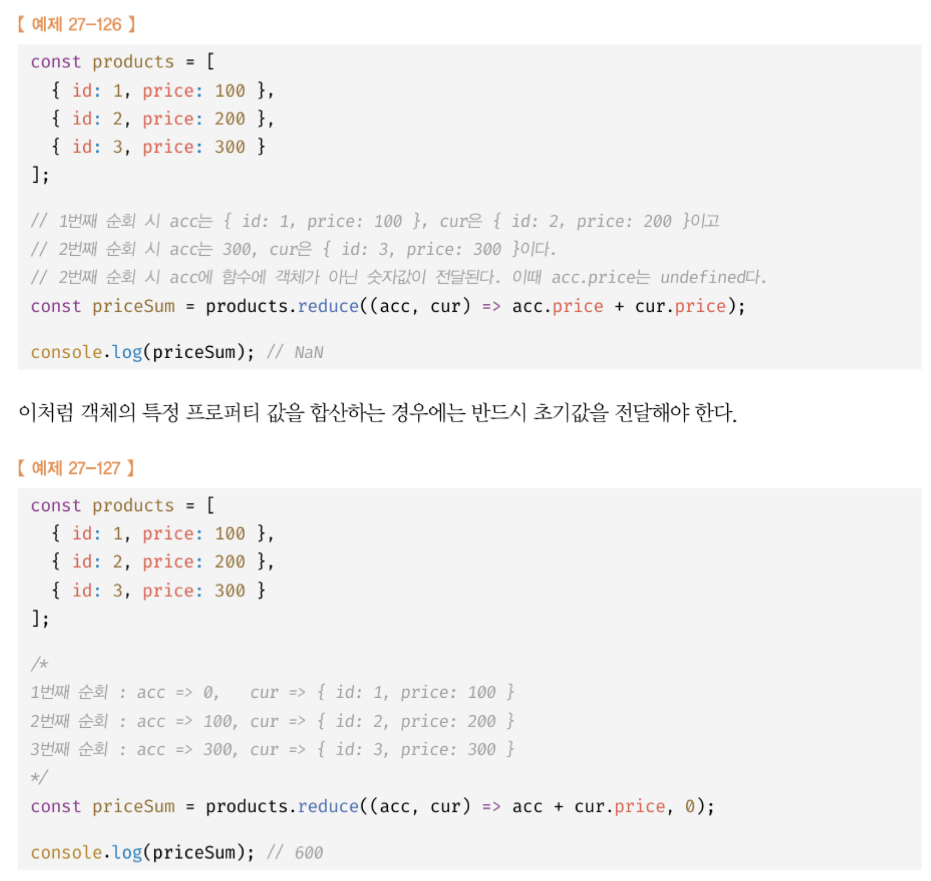 【 예제 27-126 】
const products = [
  { id: 1, price: 100 },
  { id: 2, price: 200 },
  { id: 3, price: 300 }
];
// 1번째 순회 시 acc는 { id: 1, price: 100 }, cur은 { id: 2, price: 200 }이고
// 2번째 순회 시 acc는 300, cur은 { id: 3, price: 300 }이다.
// 2번째 순회 시 acc에 함수에 객체가 아닌 숫자값이 전달된다. 이때 acc.price는 undefined다.
const priceSum = products.reduce((acc, cur) => acc.price + cur.price);
console.log(priceSum); // NaN
이처럼 객체의 특정 프로퍼티 값을 합산하는 경우에는 반드시 초기값을 전달해야 한다.
【 예제 27-127 】
const products = [
  { id: 1, price: 100 },
  { id: 2, price: 200 },
  { id: 3, price: 300 }
];
/*
1번째 순회 : acc => 0,   cur => { id: 1, price: 100 }
2번째 순회 : acc => 100, cur => { id: 2, price: 200 }
3번째 순회 : acc => 300, cur => { id: 3, price: 300 }
*/
const priceSum = products.reduce((acc, cur) => acc + cur.price, 0);
console.log(priceSum); // 600